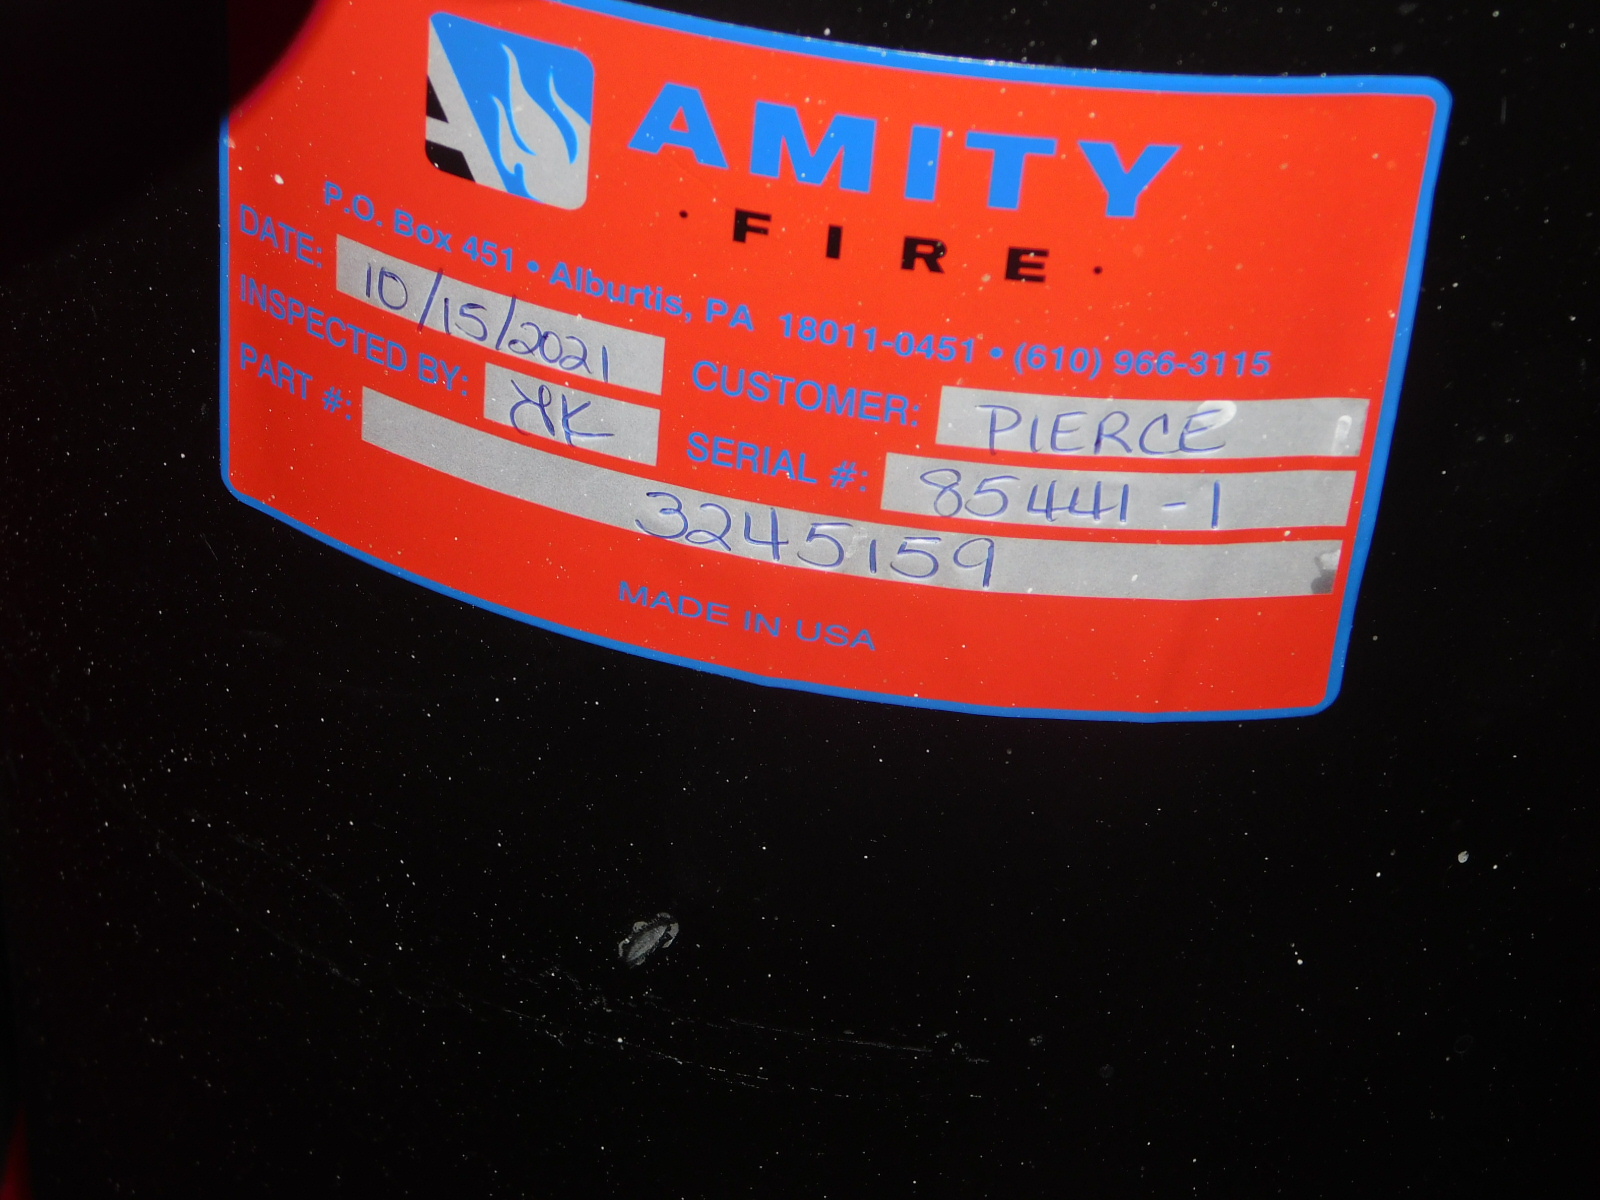 AMITY
· FIRE ·
P.O. Box 451 • Alburtis, PA 18011-0451 • (610) 966-3115
DATE: 10/15/2021 CUSTOMER: PIERCE
INSPECTED BY: KK SERIAL #: 85441-1
PART #: 3245159
MADE IN USA